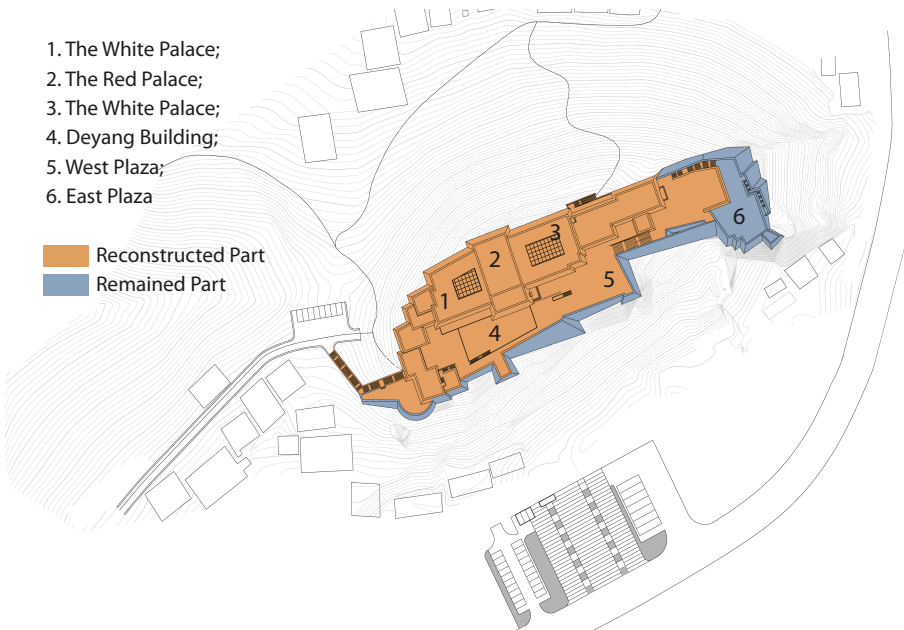 1. The White Palace;
2. The Red Palace;
3. The White Palace;
4. Deyang Building;
5. West Plaza;
6. East Plaza
Reconstructed Part
Remained Part
1
2
3
4
5
6